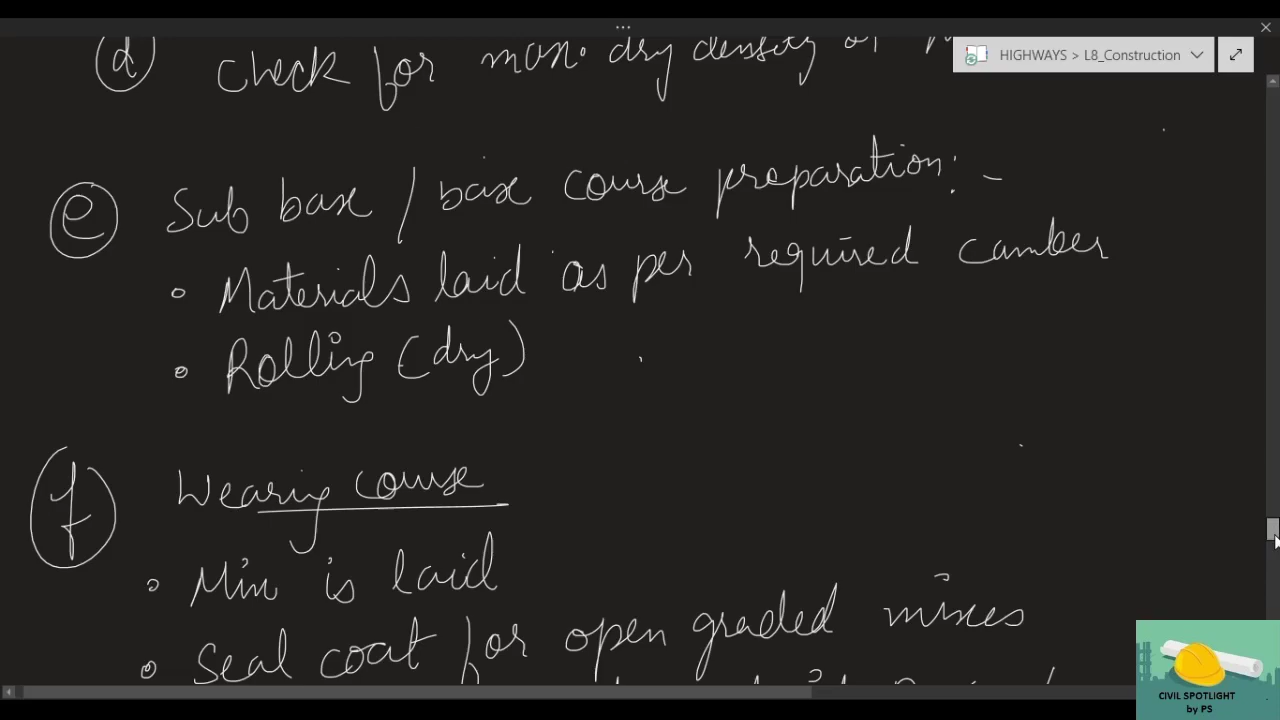 HIGHWAYS > L8_Construction
(d) Check for max. dry density of
(e) Sub base / base course preparation: -
• Materials laid as per required camber
• Rolling (dry)
(f) Wearing course
• Mix is laid
• Seal coat for open graded mixes
CIVIL SPOTLIGHT
by PS